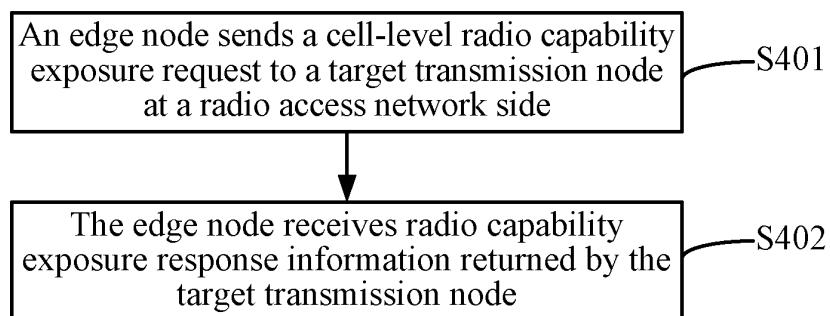 An edge node sends a cell-level radio capability
exposure request to a target transmission node
at a radio access network side
S401
The edge node receives radio capability
exposure response information returned by the
target transmission node
S402